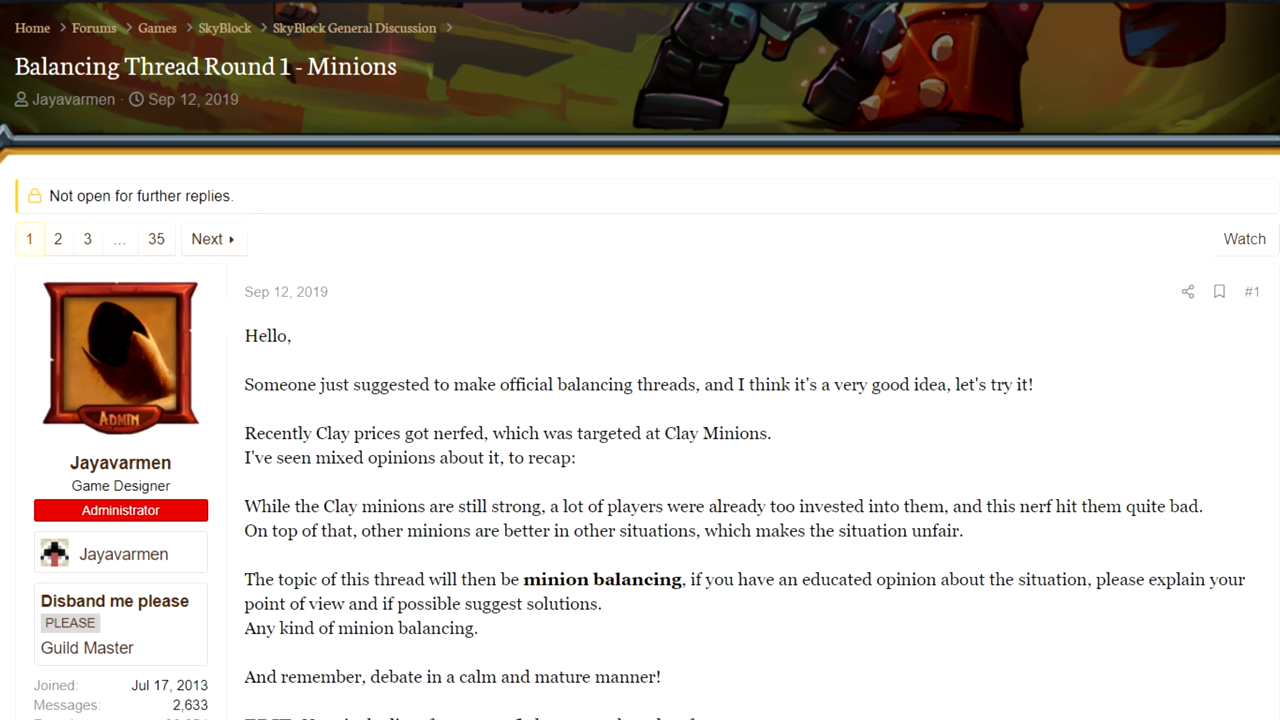 Home > Forums > Games > SkyBlock > SkyBlock General Discussion >
Balancing Thread Round 1 - Minions
Jayavarmen · Sep 12, 2019
Not open for further replies.
1 2 3 ... 35 Next Watch
ADMIN
Jayavarmen
Game Designer
Administrator
Jayavarmen
Disband me please
PLEASE
Guild Master
Joined: Jul 17, 2013
Messages: 2,633
Sep 12, 2019 #1
Hello,
Someone just suggested to make official balancing threads, and I think it's a very good idea, let's try it!
Recently Clay prices got nerfed, which was targeted at Clay Minions.
I've seen mixed opinions about it, to recap:
While the Clay minions are still strong, a lot of players were already too invested into them, and this nerf hit them quite bad.
On top of that, other minions are better in other situations, which makes the situation unfair.
The topic of this thread will then be minion balancing, if you have an educated opinion about the situation, please explain your
point of view and if possible suggest solutions.
Any kind of minion balancing.
And remember, debate in a calm and mature manner!